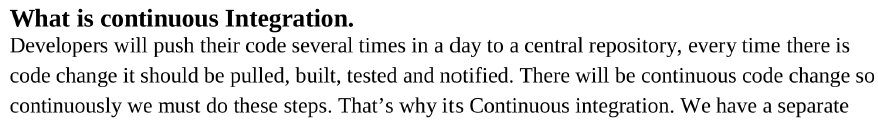 What is continuous Integration.
Developers will push their code several times in a day to a central repository, every time there is
code change it should be pulled, built, tested and notified. There will be continuous code change so
continuously we must do these steps. That’s why its Continuous integration. We have a separate